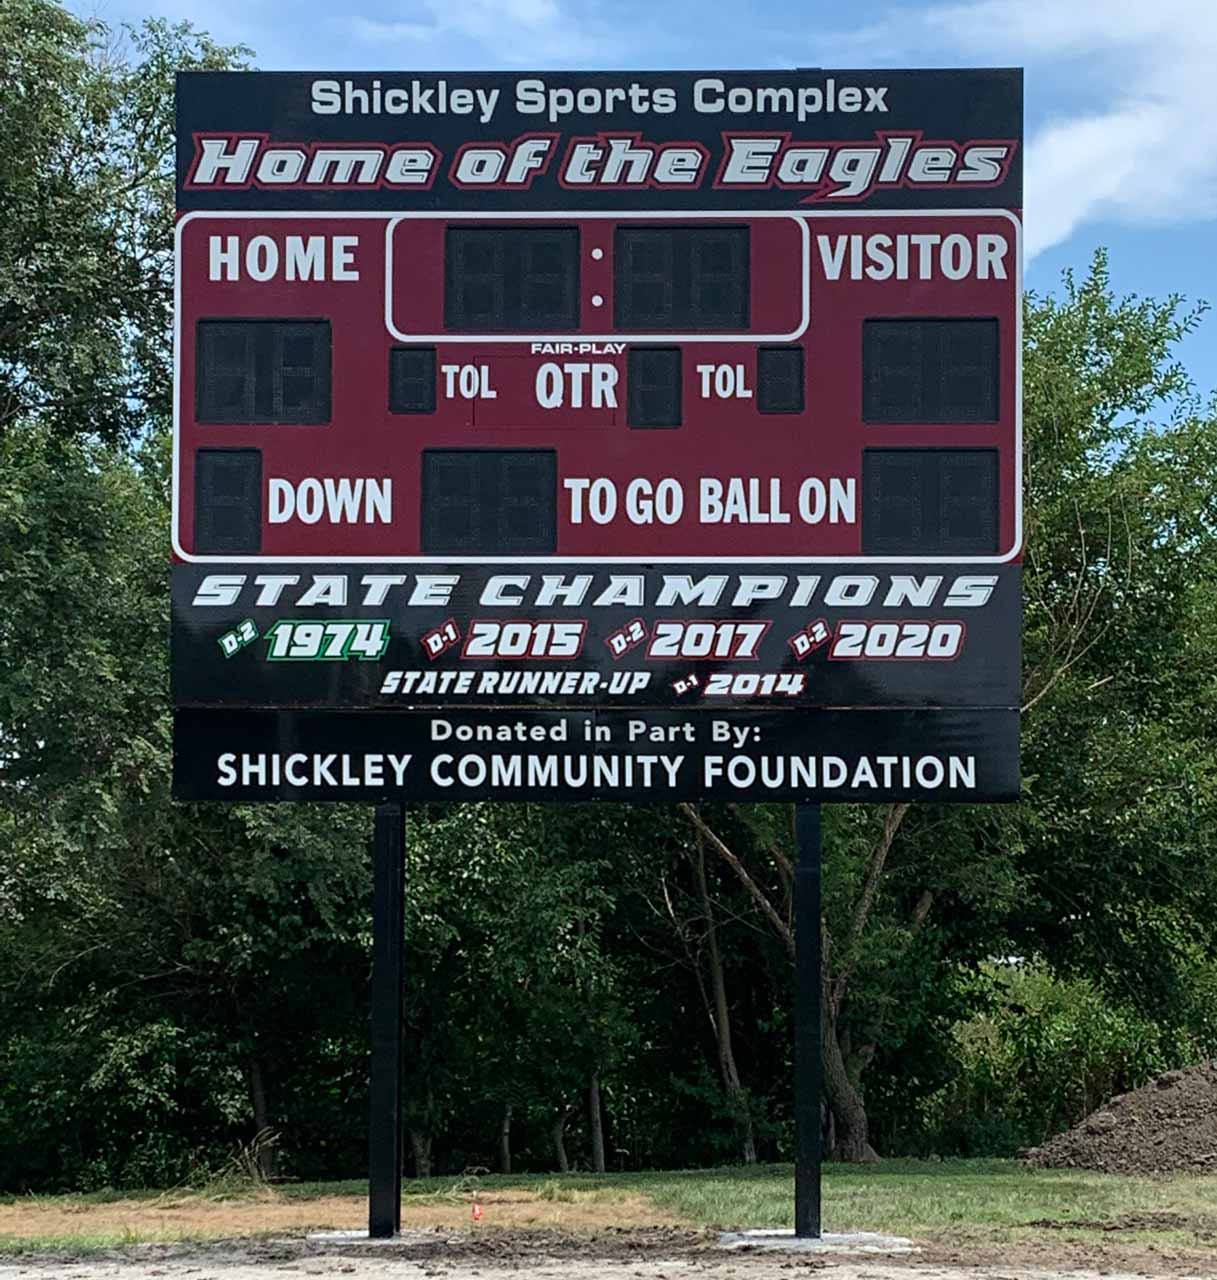 Shickley Sports Complex
Home of the Eagles
HOME VISITOR
FAIR-PLAY
TOL QTR TOL
DOWN TO GO BALL ON
STATE CHAMPIONS
D-2 1974 D-1 2015 D-2 2017 D-2 2020
STATE RUNNER-UP D-1 2014
Donated in Part By:
SHICKLEY COMMUNITY FOUNDATION